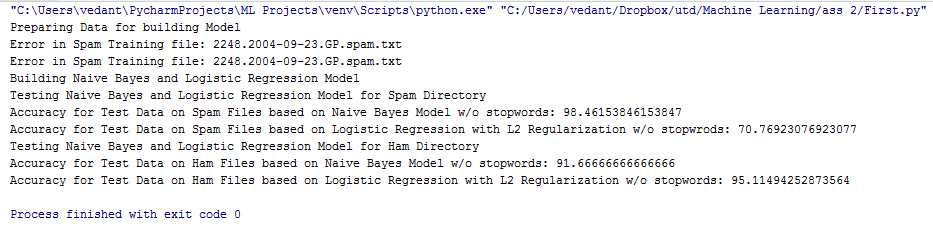 "C:\Users\vedant\PycharmProjects\ML Projects\venv\Scripts\python.exe" "C:/Users/vedant/Dropbox/utd/Machine Learning/ass 2/First.py"
Preparing Data for building Model
Error in Spam Training file: 2248.2004-09-23.GP.spam.txt
Error in Spam Training file: 2248.2004-09-23.GP.spam.txt
Building Naive Bayes and Logistic Regression Model
Testing Naive Bayes and Logistic Regression Model for Spam Directory
Accuracy for Test Data on Spam Files based on Naive Bayes Model w/o stopwords: 98.46153846153847
Accuracy for Test Data on Spam Files based on Logistic Regression with L2 Regularization w/o stopwrods: 70.76923076923077
Testing Naive Bayes and Logistic Regression Model for Ham Directory
Accuracy for Test Data on Ham Files based on Naive Bayes Model w/o stopwords: 91.66666666666666
Accuracy for Test Data on Ham Files based on Logistic Regression with L2 Regularization w/o stopwords: 95.11494252873564
Process finished with exit code 0